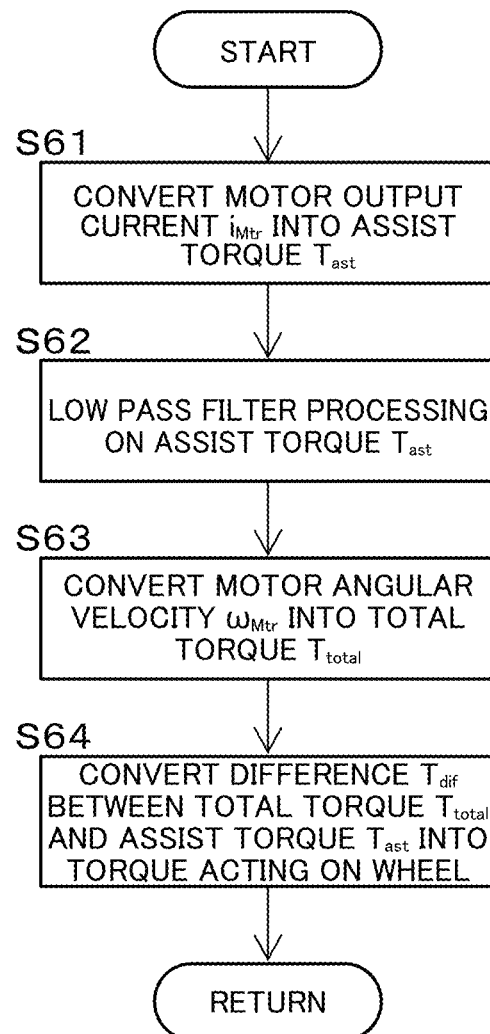 START
S61
CONVERT MOTOR OUTPUT
CURRENT iMtr INTO ASSIST
TORQUE Tast
S62
LOW PASS FILTER PROCESSING
ON ASSIST TORQUE Tast
S63
CONVERT MOTOR ANGULAR
VELOCITY ωMtr INTO TOTAL
TORQUE Ttotal
S64
CONVERT DIFFERENCE Tdif
BETWEEN TOTAL TORQUE Ttotal
AND ASSIST TORQUE Tast INTO
TORQUE ACTING ON WHEEL
RETURN